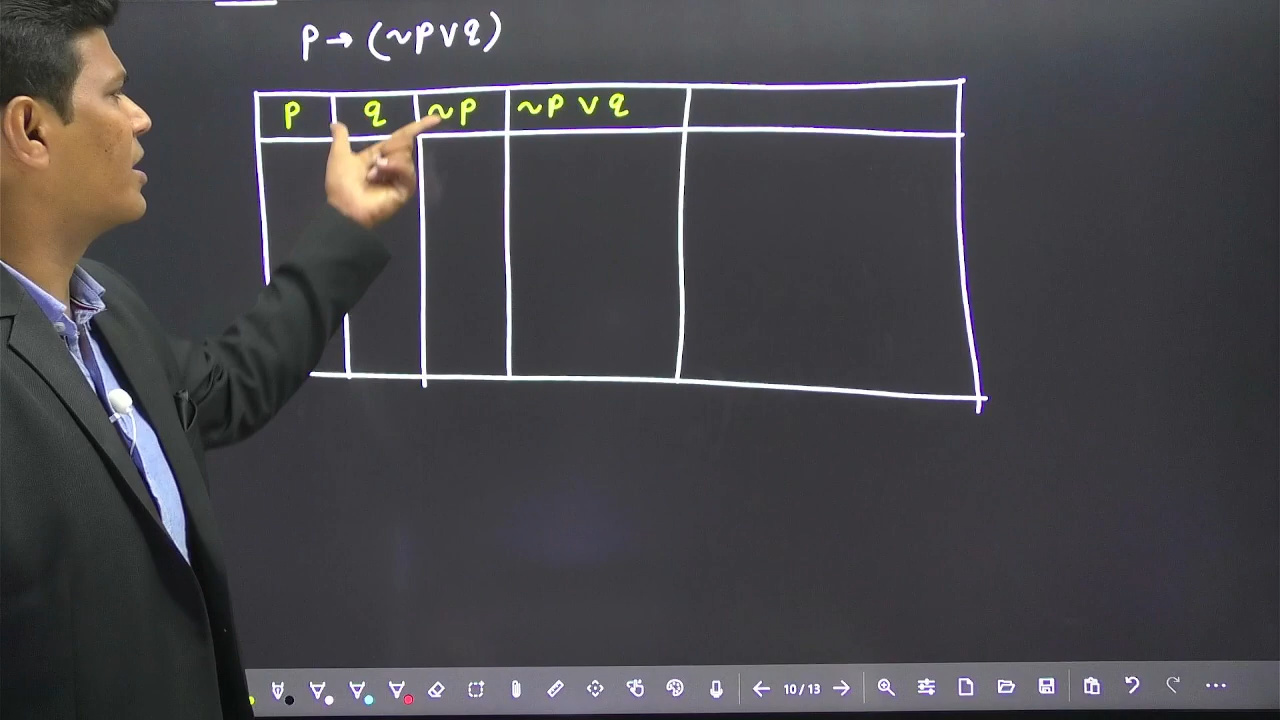 p → (~p ∨ q)
p q ~p ~p ∨ q
10/13